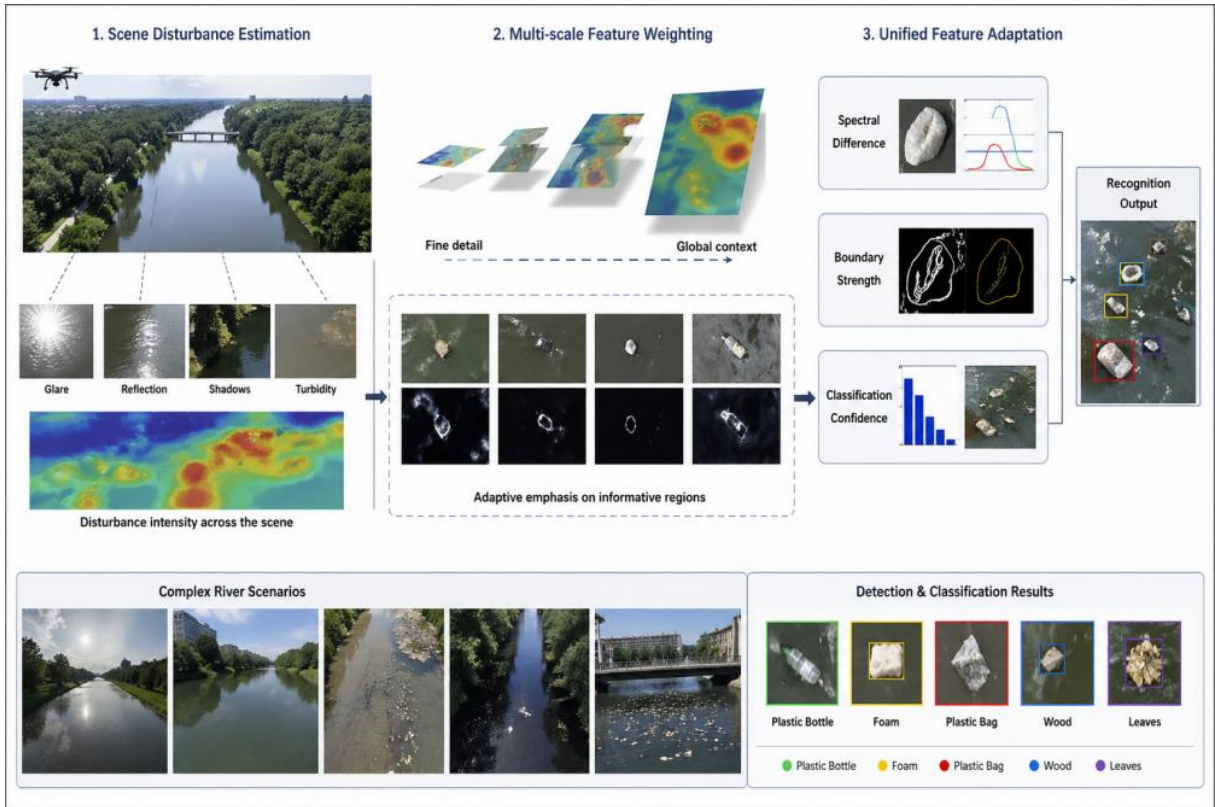 1. Scene Disturbance Estimation
2. Multi-scale Feature Weighting
3. Unified Feature Adaptation
Glare
Reflection
Shadows
Turbidity
Disturbance intensity across the scene
Fine detail
Global context
Adaptive emphasis on informative regions
Spectral
Difference
Boundary
Strength
Classification
Confidence
Recognition
Output
Complex River Scenarios
Detection & Classification Results
Plastic Bottle
Foam
Plastic Bag
Wood
Leaves
Plastic Bottle
Foam
Plastic Bag
Wood
Leaves